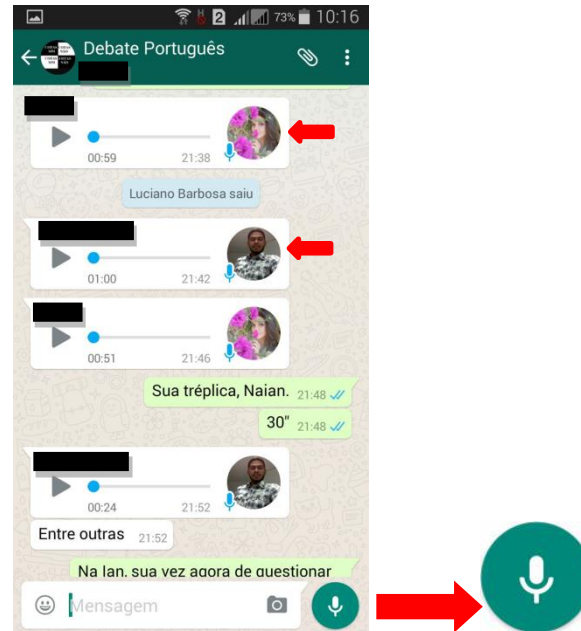 2 73% 10:16
Debate Português
00:59 21:38
Luciano Barbosa saiu
01:00 21:42
00:51 21:46
Sua tréplica, Naian. 21:48
30" 21:48
00:24 21:52
Entre outras 21:52
Na Ian, sua vez agora de questionar
Mensagem